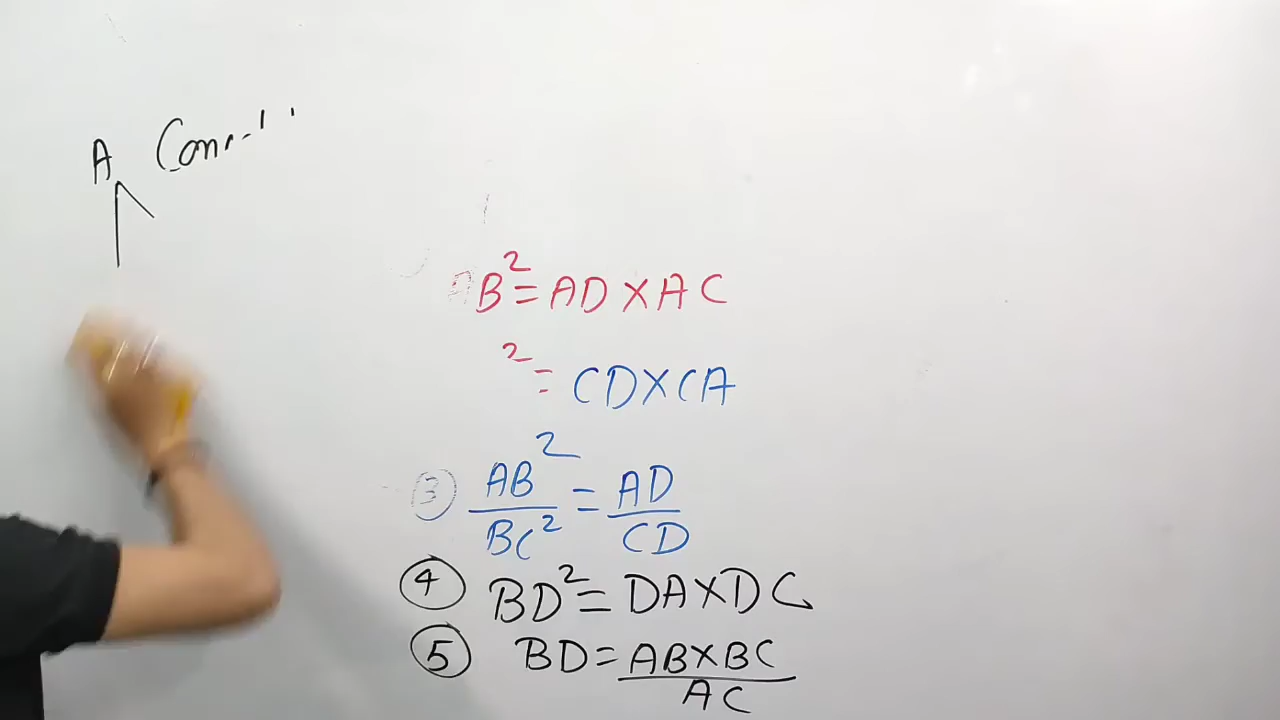 A
AB²=AD×AC
²= CD×CA
③ AB²/BC² = AD/CD
④ BD²=DA×DC
⑤ BD=AB×BC/AC